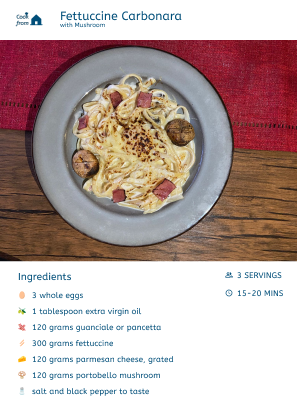 Cook
from
Fettuccine Carbonara
with Mushroom
Ingredients
3 SERVINGS
15-20 MINS
3 whole eggs
1 tablespoon extra virgin oil
120 grams guanciale or pancetta
300 grams fettuccine
120 grams parmesan cheese, grated
120 grams portobello mushroom
salt and black pepper to taste